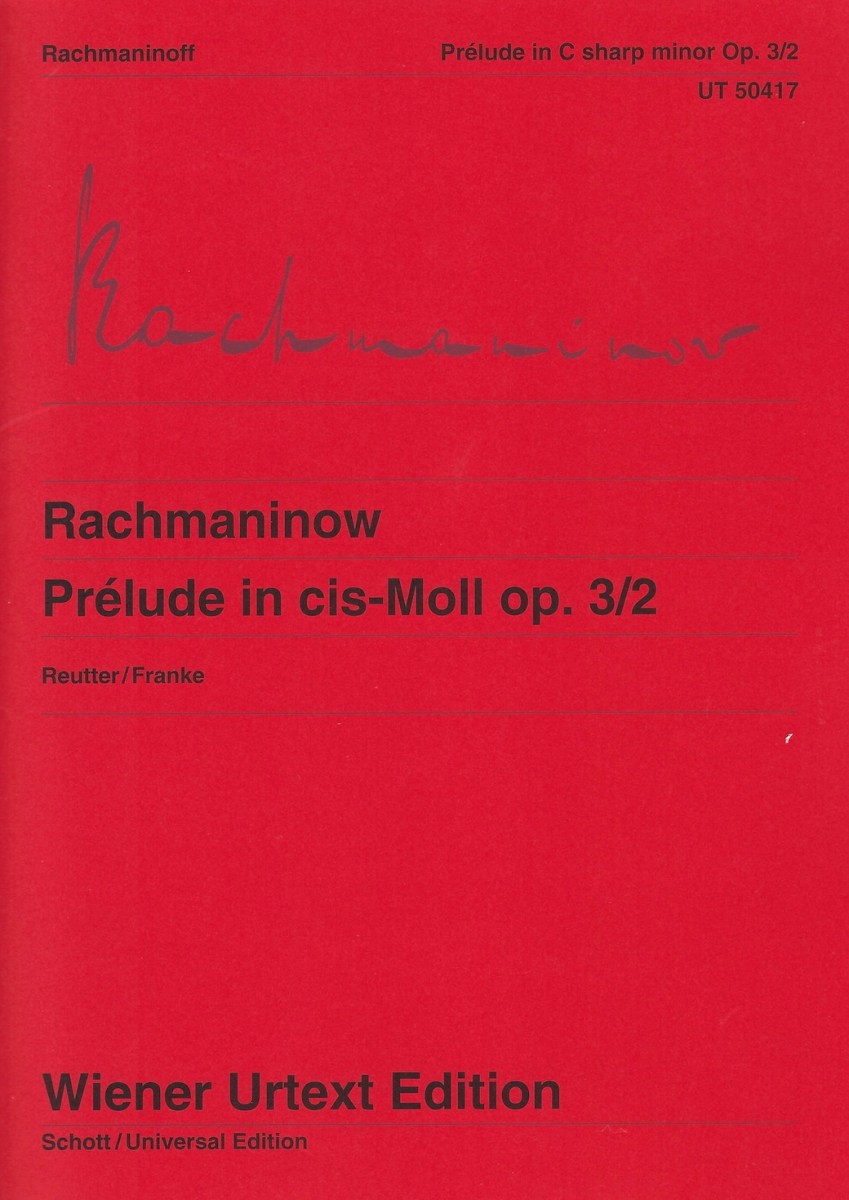 Rachmaninoff
Prélude in C sharp minor Op. 3/2
UT 50417
Rachmaninov
Rachmaninow
Prélude in cis-Moll op. 3/2
Reutter/Franke
Wiener Urtext Edition
Schott/Universal Edition